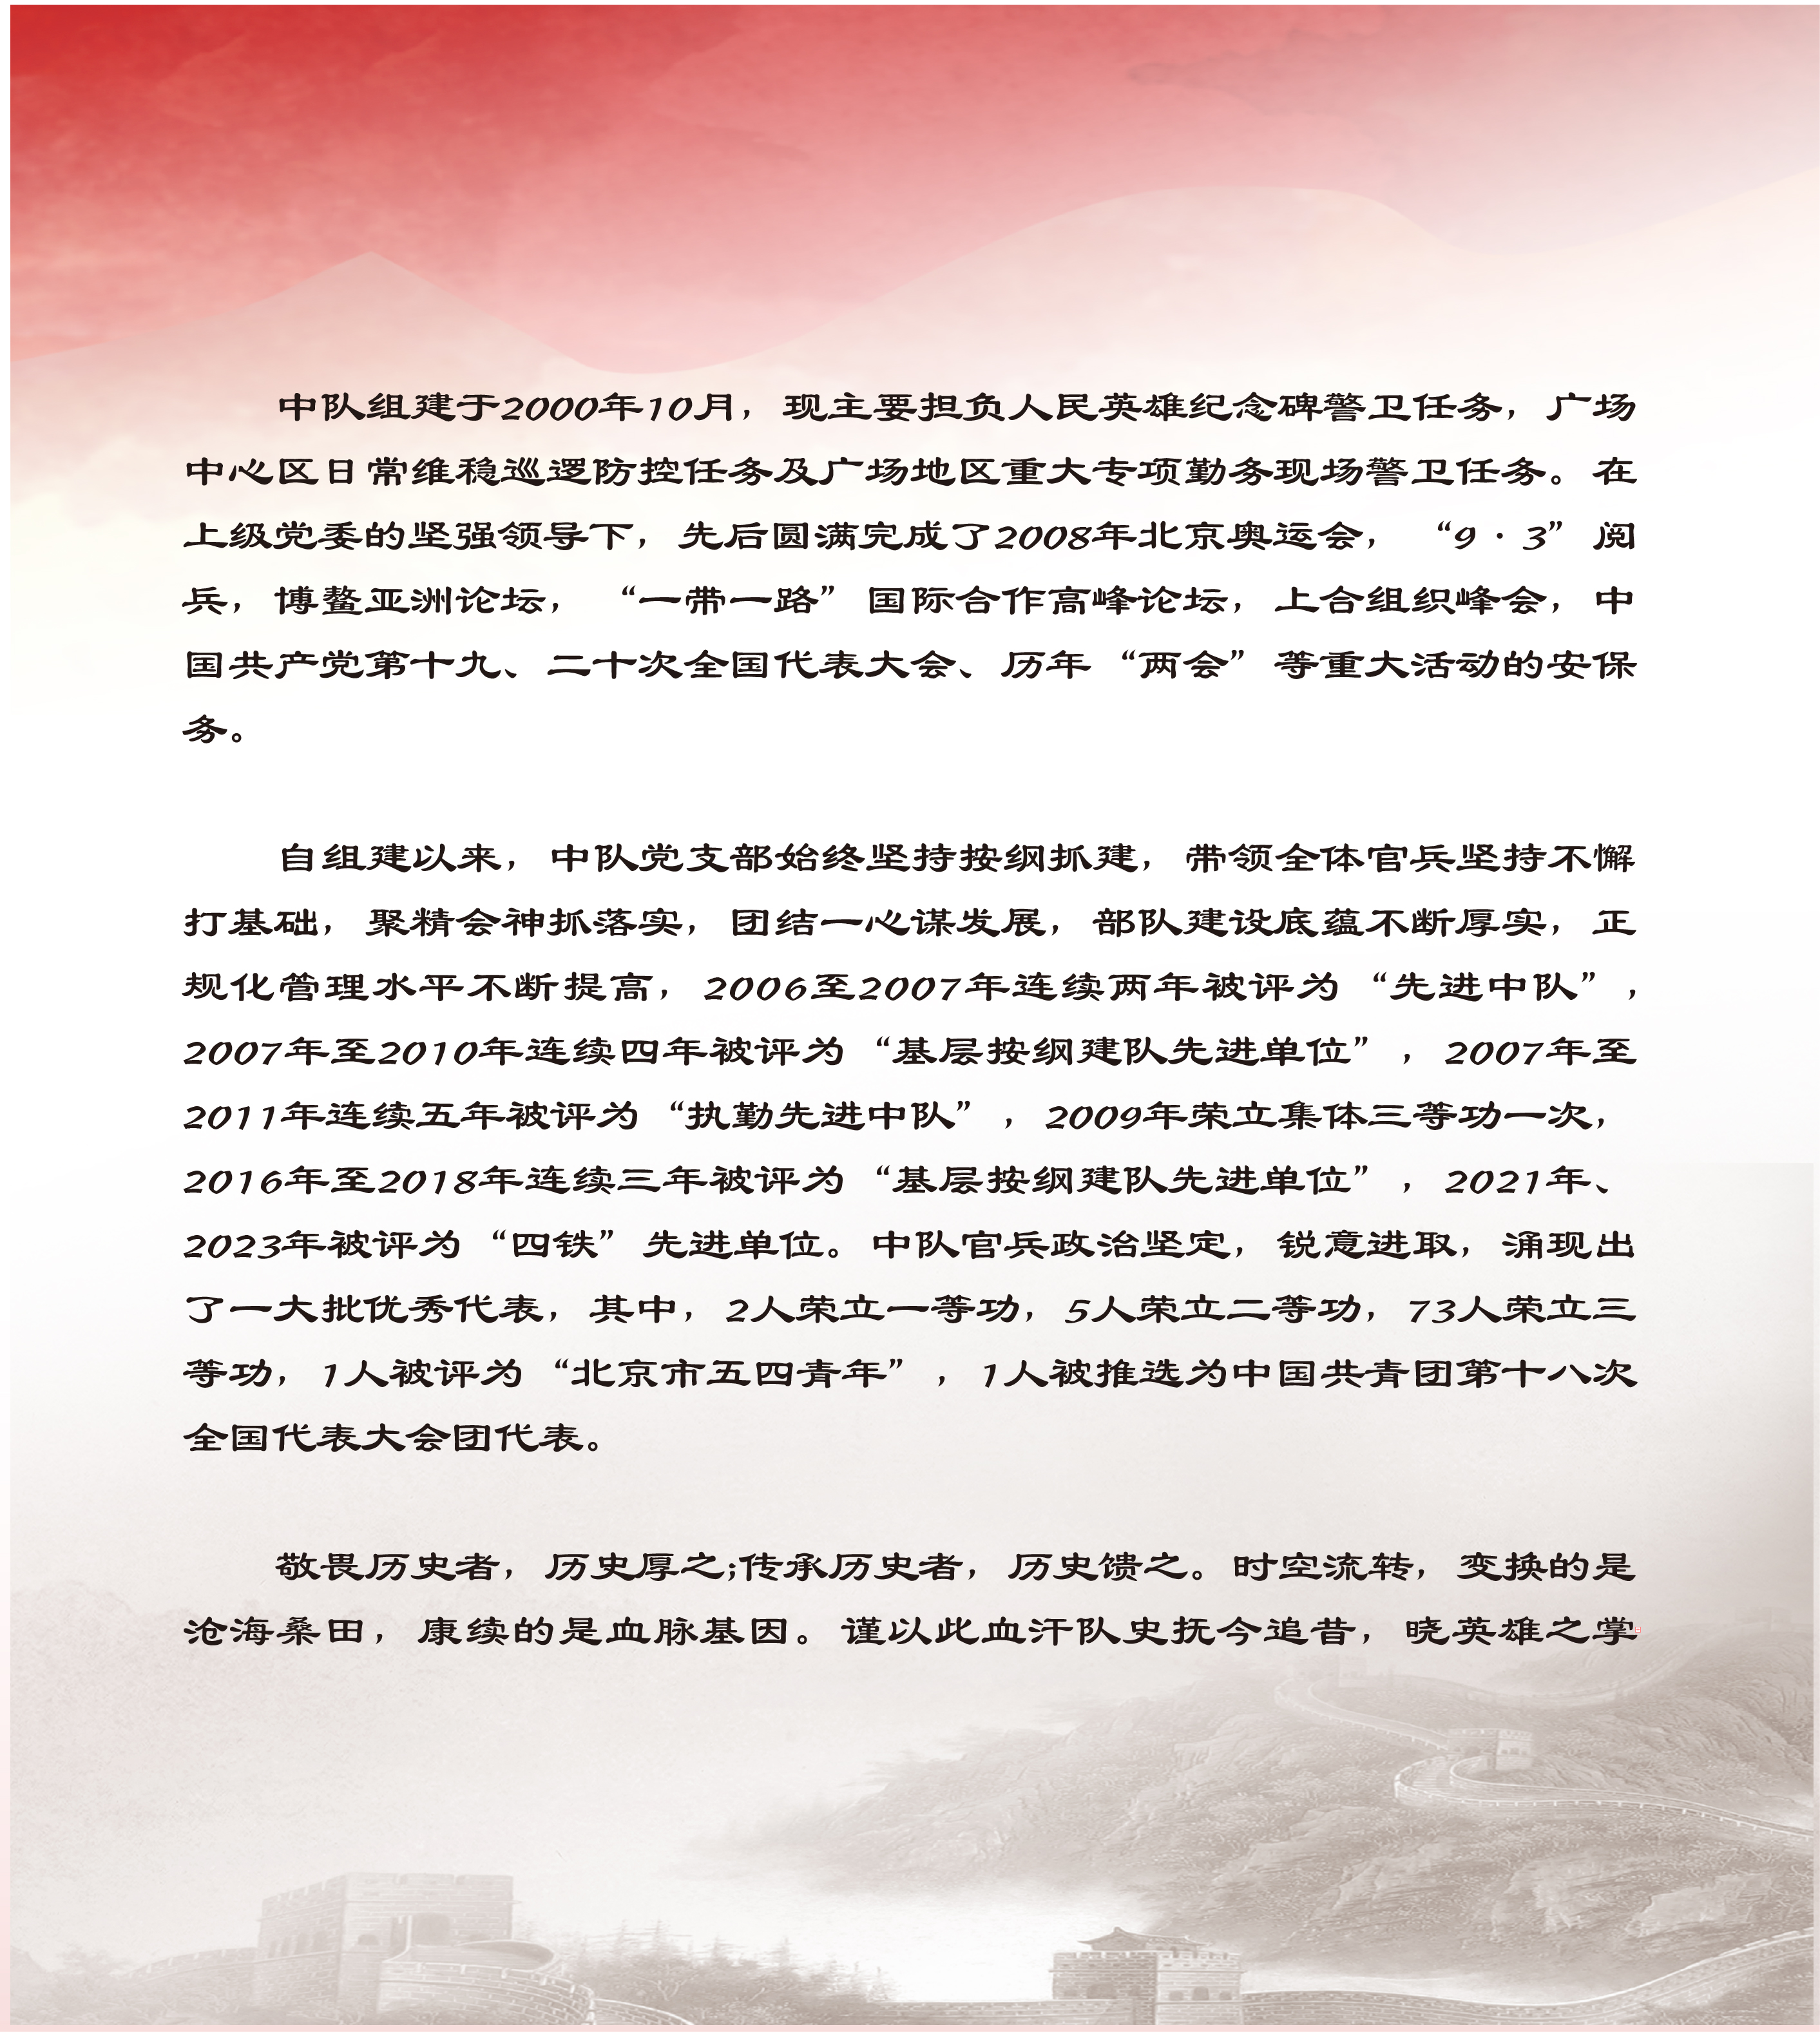 中队组建于2000年10月，现主要担负人民英雄纪念碑警卫任务，广场
中心区日常维稳巡逻防控任务及广场地区重大专项勤务现场警卫任务。在
上级党委的坚强领导下，先后圆满完成了2008年北京奥运会，“9·3”阅
兵，博鳌亚洲论坛，“一带一路”国际合作高峰论坛，上合组织峰会，中
国共产党第十九、二十次全国代表大会、历年“两会”等重大活动的安保
务。
自组建以来，中队党支部始终坚持按纲抓建，带领全体官兵坚持不懈
打基础，聚精会神抓落实，团结一心谋发展，部队建设底蕴不断厚实，正
规化管理水平不断提高，2006至2007年连续两年被评为“先进中队”，
2007年至2010年连续四年被评为“基层按纲建队先进单位”，2007年至
2011年连续五年被评为“执勤先进中队”，2009年荣立集体三等功一次，
2016年至2018年连续三年被评为“基层按纲建队先进单位”，2021年、
2023年被评为“四铁”先进单位。中队官兵政治坚定，锐意进取，涌现出
了一大批优秀代表，其中，2人荣立一等功，5人荣立二等功，73人荣立三
等功，1人被评为“北京市五四青年”，1人被推选为中国共青团第十八次
全国代表大会团代表。
敬畏历史者，历史厚之;传承历史者，历史馈之。时空流转，变换的是
沧海桑田，康续的是血脉基因。谨以此血汗队史抚今追昔，晓英雄之掌